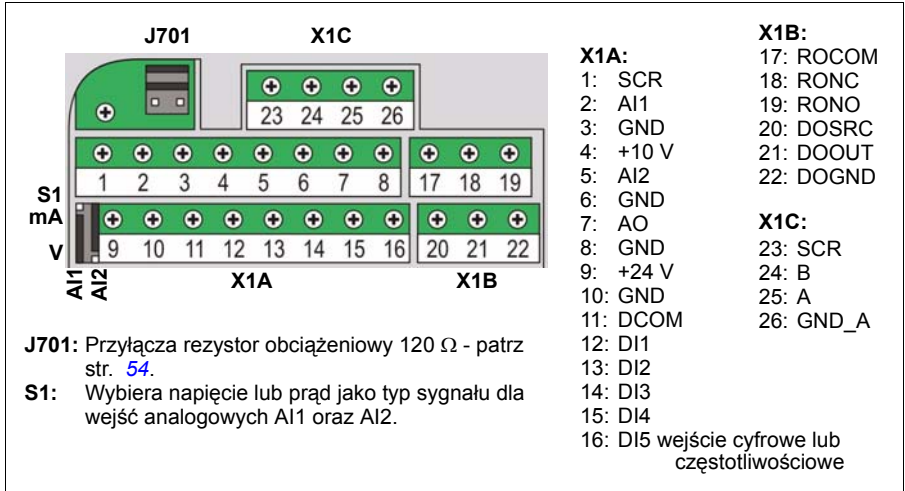 J701 X1C
23 24 25 26
1 2 3 4 5 6 7 8 17 18 19
S1
mA
V
9 10 11 12 13 14 15 16 20 21 22
AI1
AI2
X1A X1B
J701: Przyłącza rezystor obciążeniowy 120 Ω - patrz
str. 54.
S1: Wybiera napięcie lub prąd jako typ sygnału dla
wejść analogowych AI1 oraz AI2.
X1A:
1: SCR
2: AI1
3: GND
4: +10 V
5: AI2
6: GND
7: AO
8: GND
9: +24 V
10: GND
11: DCOM
12: DI1
13: DI2
14: DI3
15: DI4
16: DI5 wejście cyfrowe lub
częstotliwościowe
X1B:
17: ROCOM
18: RONC
19: RONO
20: DOSRC
21: DOOUT
22: DOGND
X1C:
23: SCR
24: B
25: A
26: GND_A